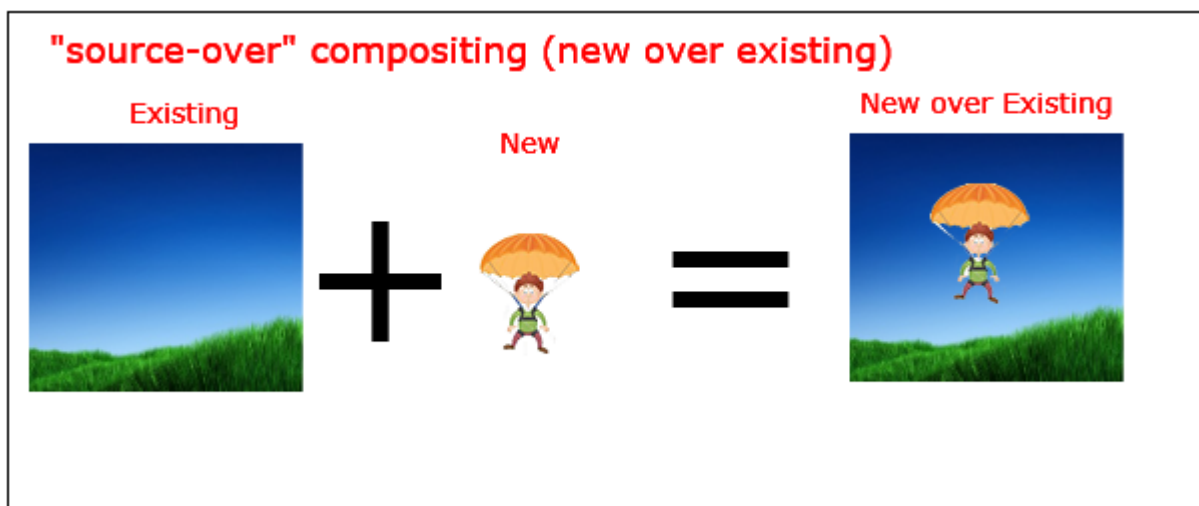 "source-over" compositing (new over existing)
Existing
New
New over Existing